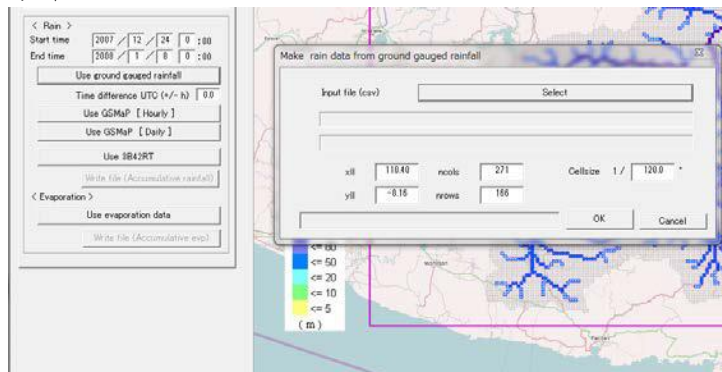 < Rain >
Start time 2007 / 12 / 24 0 :00
End time 2008 / 1 / 8 0 :00
Use ground gauged rainfall
Time difference UTC (+/- h) 0.0
Use GSMaP [ Hourly ]
Use GSMaP [ Daily ]
Use 3B42RT
Write file (Accumulative rainfall)
< Evaporation >
Use evaporation data
Write file (Accumulative evp)
Make rain data from ground gauged rainfall
Input file (csv) Select
xll 110.40 ncols 271 Cellsize 1 / 120.0 °
yll -8.16 nrows 166
OK Cancel
<= 50
<= 20
<= 10
<= 5
( m )